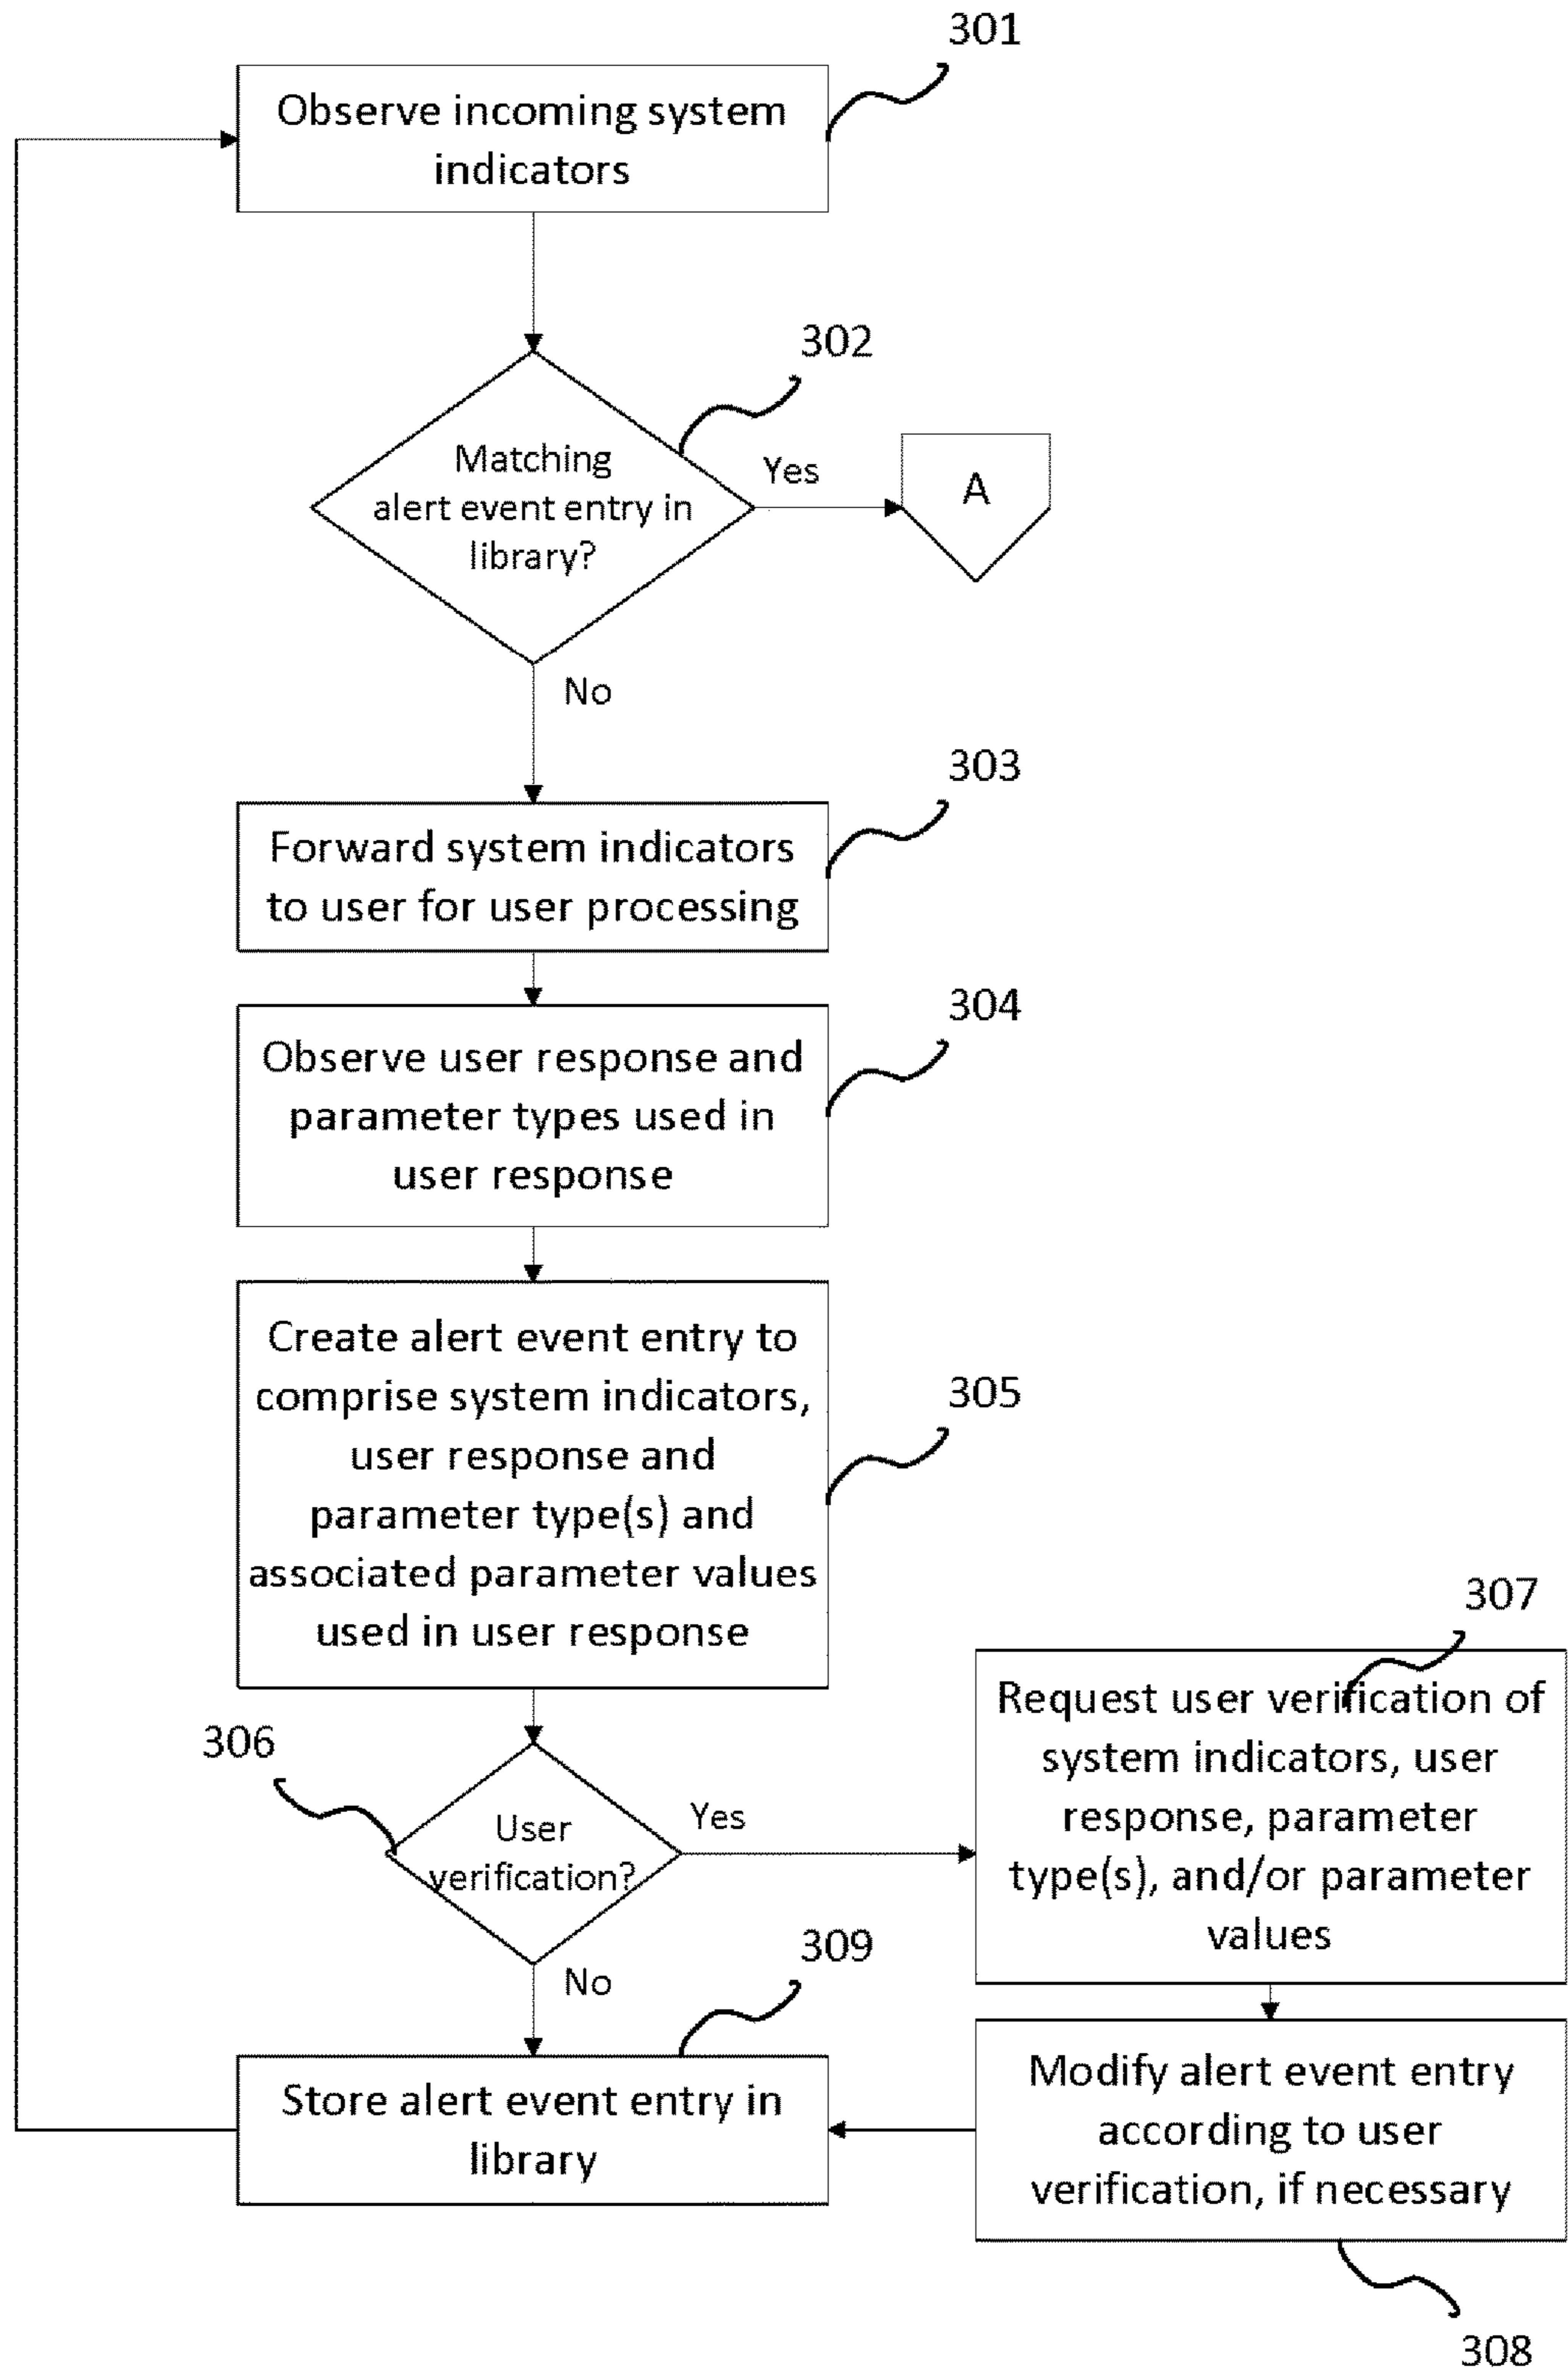 301
Observe incoming system
indicators
302
Matching
alert event entry in
library?
Yes
A
No
303
Forward system indicators
to user for user processing
304
Observe user response and
parameter types used in
user response
305
Create alert event entry to
comprise system indicators,
user response and
parameter type(s) and
associated parameter values
used in user response
306
User
verification?
Yes
307
Request user verification of
system indicators, user
response, parameter
type(s), and/or parameter
values
No
309
Store alert event entry in
library
Modify alert event entry
according to user
verification, if necessary
308